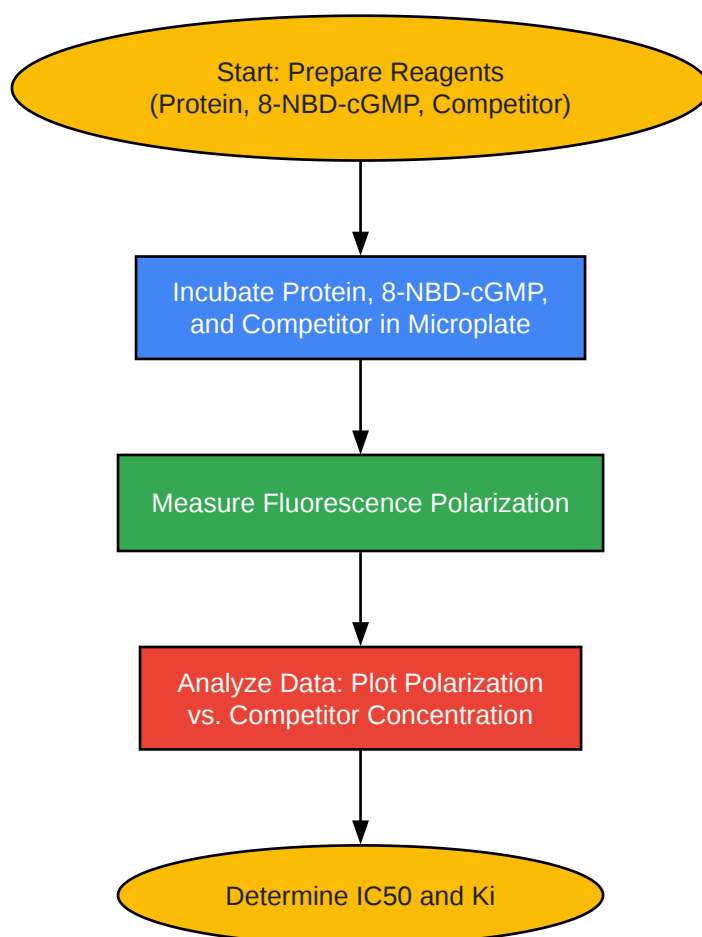 Start: Prepare Reagents
(Protein, 8-NBD-cGMP, Competitor)
Incubate Protein, 8-NBD-cGMP,
and Competitor in Microplate
Measure Fluorescence Polarization
Analyze Data: Plot Polarization
vs. Competitor Concentration
Determine IC50 and Ki